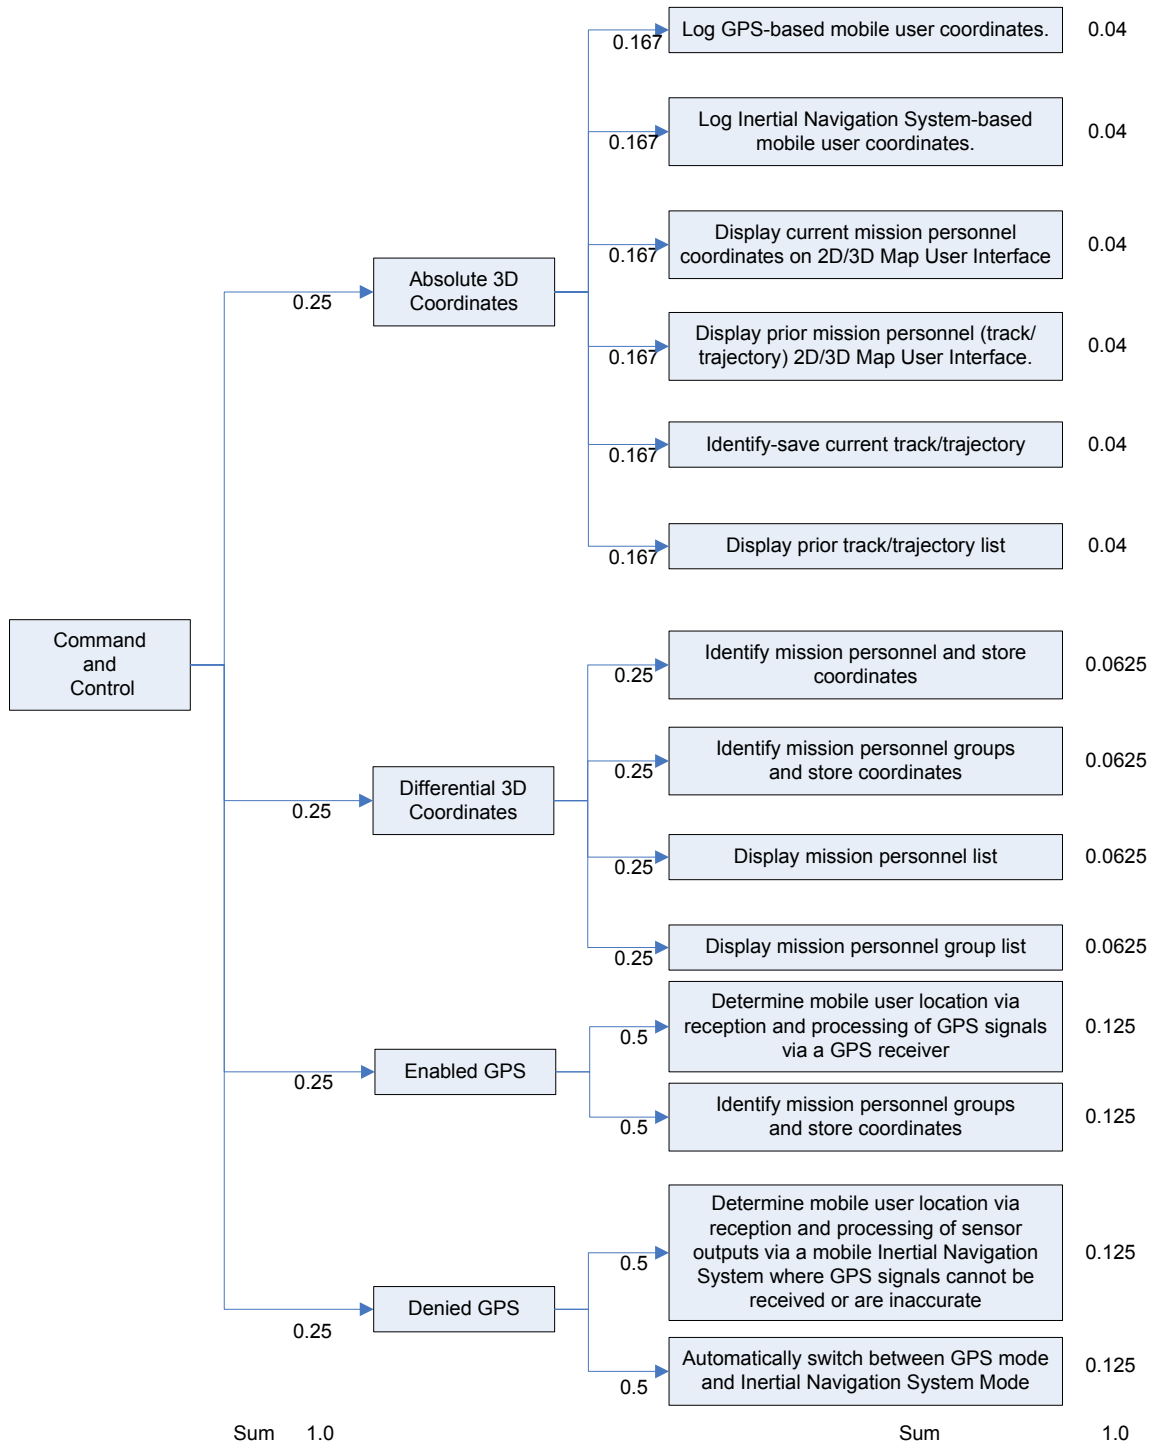 Log GPS-based mobile user coordinates.
0.04
0.167
Log Inertial Navigation System-based
mobile user coordinates.
0.04
0.167
Display current mission personnel
coordinates on 2D/3D Map User Interface
0.04
0.167
Absolute 3D
Coordinates
0.25
Display prior mission personnel (track/
trajectory) 2D/3D Map User Interface.
0.04
0.167
Identify-save current track/trajectory
0.04
0.167
Display prior track/trajectory list
0.04
0.167
Command
and
Control
Identify mission personnel and store
coordinates
0.0625
0.25
Identify mission personnel groups
and store coordinates
0.0625
0.25
Differential 3D
Coordinates
0.25
Display mission personnel list
0.0625
0.25
Display mission personnel group list
0.0625
0.25
Determine mobile user location via
reception and processing of GPS signals
via a GPS receiver
0.125
0.5
Enabled GPS
0.25
Identify mission personnel groups
and store coordinates
0.125
0.5
Determine mobile user location via
reception and processing of sensor
outputs via a mobile Inertial Navigation
System where GPS signals cannot be
received or are inaccurate
0.125
0.5
Denied GPS
0.25
Automatically switch between GPS mode
and Inertial Navigation System Mode
0.125
0.5
Sum 1.0
Sum 1.0